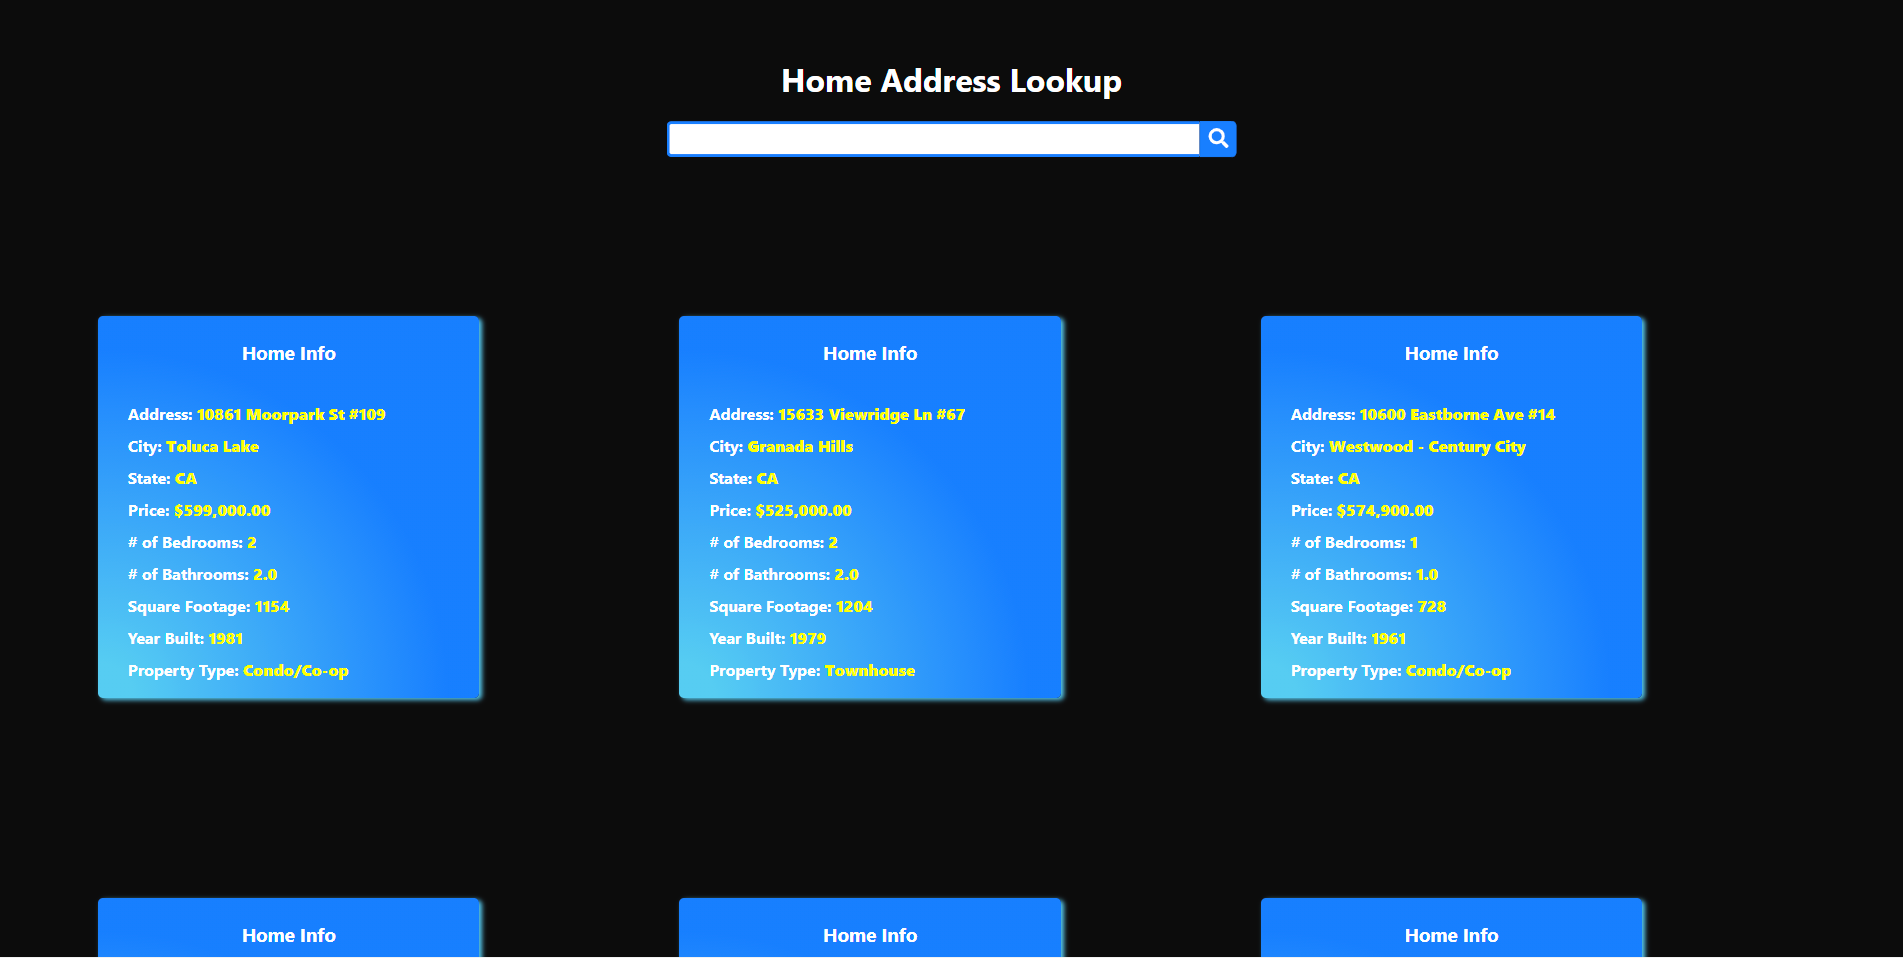 Home Address Lookup
Home Info
Address: 10861 Moorpark St #109
City: Toluca Lake
State: CA
Price: $599,000.00
# of Bedrooms: 2
# of Bathrooms: 2.0
Square Footage: 1154
Year Built: 1981
Property Type: Condo/Co-op
Home Info
Address: 15633 Viewridge Ln #67
City: Granada Hills
State: CA
Price: $525,000.00
# of Bedrooms: 2
# of Bathrooms: 2.0
Square Footage: 1204
Year Built: 1979
Property Type: Townhouse
Home Info
Address: 10600 Eastborne Ave #14
City: Westwood - Century City
State: CA
Price: $574,900.00
# of Bedrooms: 1
# of Bathrooms: 1.0
Square Footage: 728
Year Built: 1961
Property Type: Condo/Co-op
Home Info
Home Info
Home Info